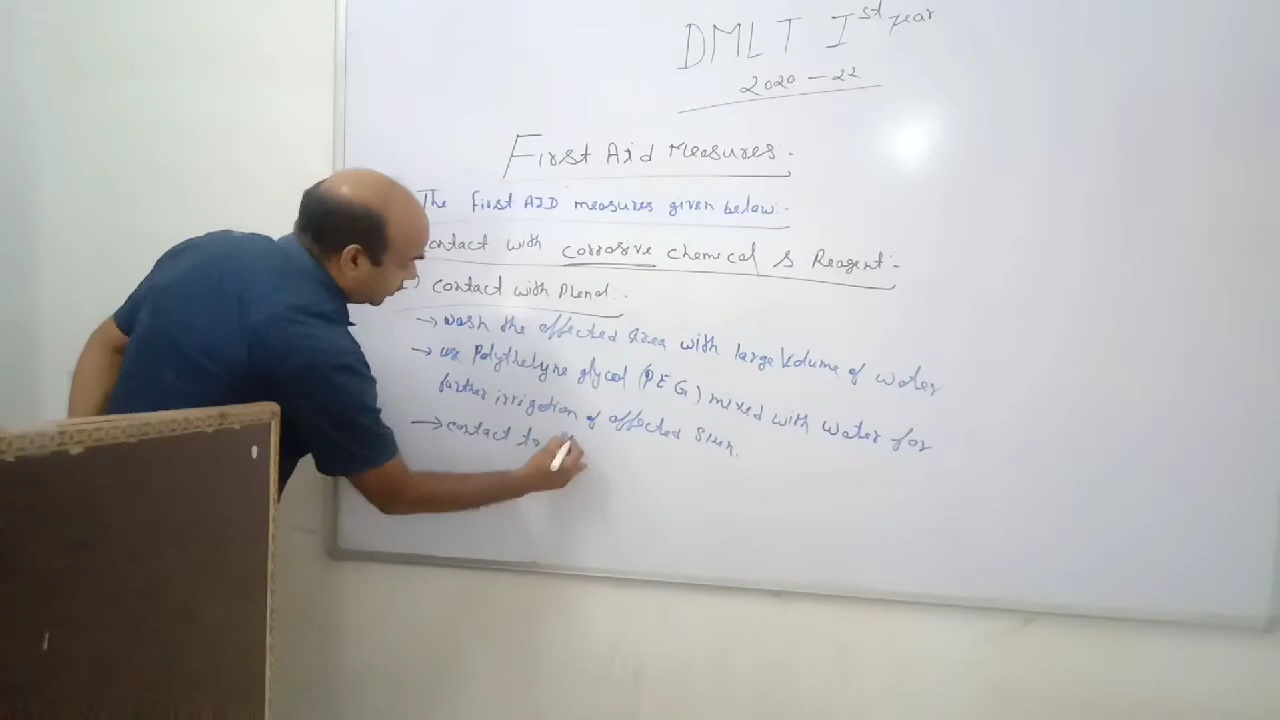 DMLT Ist year
2020-22
First Aid Measures.
The First AID measures given below:-
ontact with corrosive chemical & Reagent:-
c) contact with Phenol:-
→ wash the affected area with large Volume of water
→ use Polythelyne glycol (PEG) mixed with water for
further irrigation of affected Skin.
→ contact to